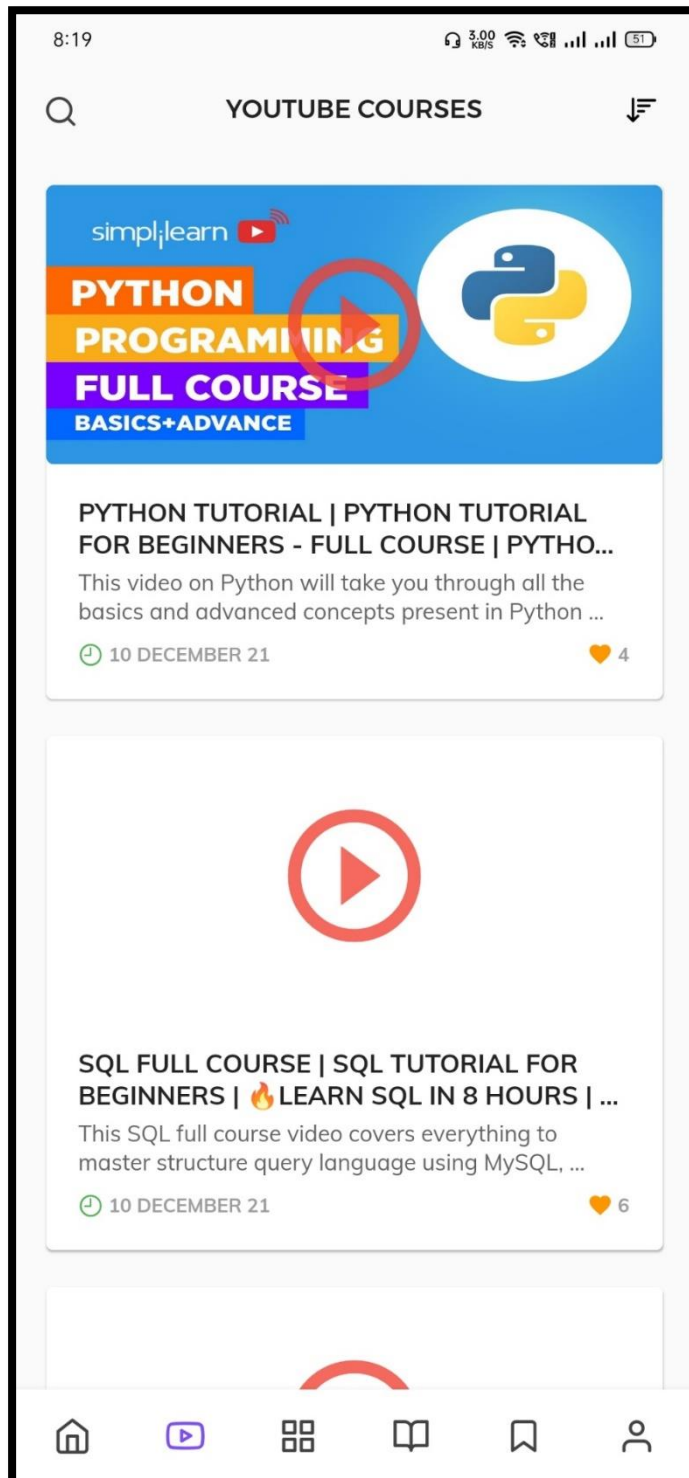 8:19
3.00
KB/S
51
YOUTUBE COURSES
simplilearn
PYTHON
PROGRAMMING
FULL COURSE
BASICS+ADVANCE
PYTHON TUTORIAL | PYTHON TUTORIAL
FOR BEGINNERS - FULL COURSE | PYTHO...
This video on Python will take you through all the
basics and advanced concepts present in Python ...
10 DECEMBER 21
4
SQL FULL COURSE | SQL TUTORIAL FOR
BEGINNERS | 🔥LEARN SQL IN 8 HOURS | ...
This SQL full course video covers everything to
master structure query language using MySQL, ...
10 DECEMBER 21
6